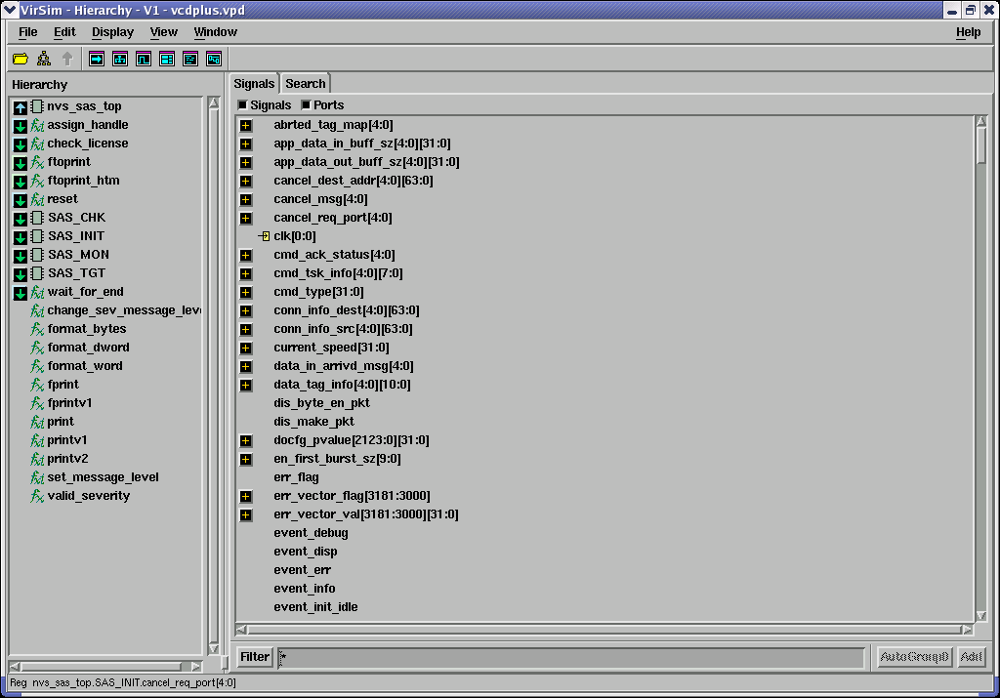 VirSim - Hierarchy - V1 - vcdplus.vpd
File Edit Display View Window Help
Hierarchy
nvs_sas_top
assign_handle
check_license
ftoprint
ftoprint_htm
reset
SAS_CHK
SAS_INIT
SAS_MON
SAS_TGT
wait_for_end
change_sev_message_leve
format_bytes
format_dword
format_word
fprint
fprintv1
print
printv1
printv2
set_message_level
valid_severity
Signals Search
Signals Ports
abrted_tag_map[4:0]
app_data_in_buff_sz[4:0][31:0]
app_data_out_buff_sz[4:0][31:0]
cancel_dest_addr[4:0][63:0]
cancel_msg[4:0]
cancel_req_port[4:0]
clk[0:0]
cmd_ack_status[4:0]
cmd_tsk_info[4:0][7:0]
cmd_type[31:0]
conn_info_dest[4:0][63:0]
conn_info_src[4:0][63:0]
current_speed[31:0]
data_in_arrivd_msg[4:0]
data_tag_info[4:0][10:0]
dis_byte_en_pkt
dis_make_pkt
docfg_pvalue[2123:0][31:0]
en_first_burst_sz[9:0]
err_flag
err_vector_flag[3181:3000]
err_vector_val[3181:3000][31:0]
event_debug
event_disp
event_err
event_info
event_init_idle
Filter * AutoGroup0 Add
Reg nvs_sas_top.SAS_INIT.cancel_req_port[4:0]